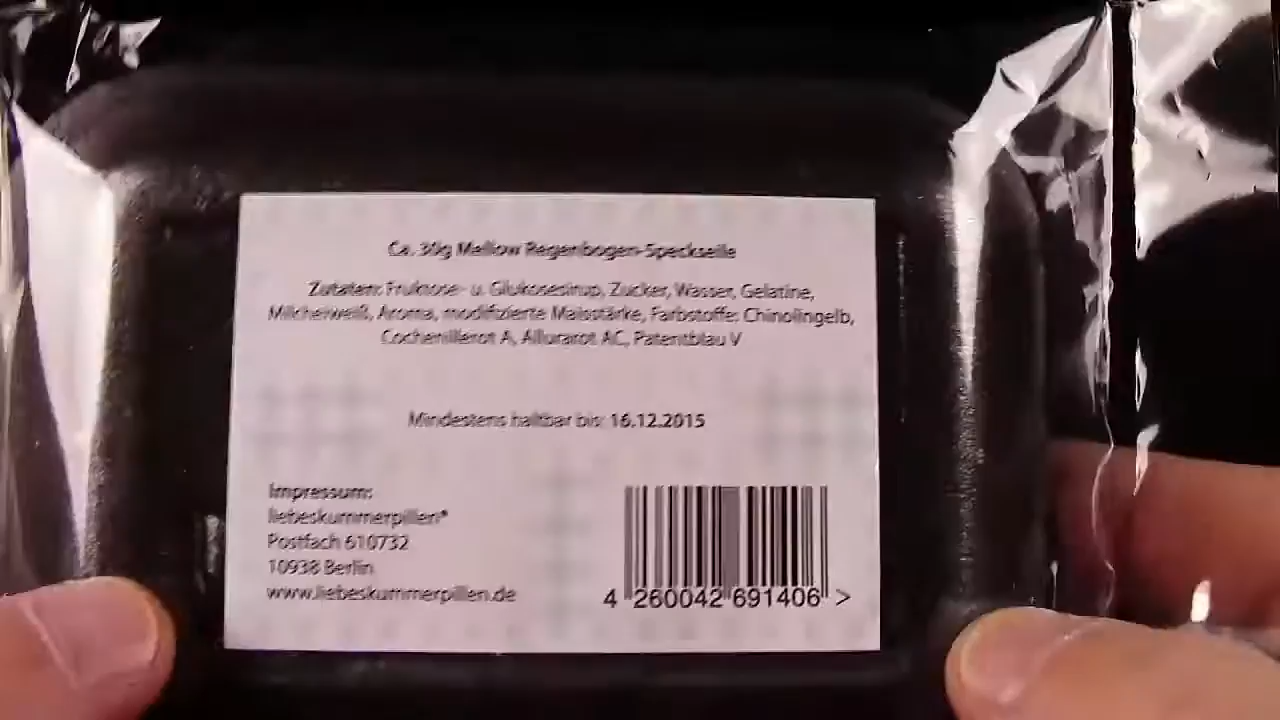 Ca. 30g Mellow Regenbogen-Speckseile
Zutaten: Fruktose- u. Glukosesirup, Zucker, Wasser, Gelatine,
Milcheiweiß, Aroma, modifizierte Maisstärke, Farbstoffe: Chinolingelb,
Cochenillerot A, Allurarot AC, Patentblau V
Mindestens haltbar bis: 16.12.2015
Impressum:
liebeskummerpillen®
Postfach 610732
10938 Berlin
www.liebeskummerpillen.de
4 260042 691406 >